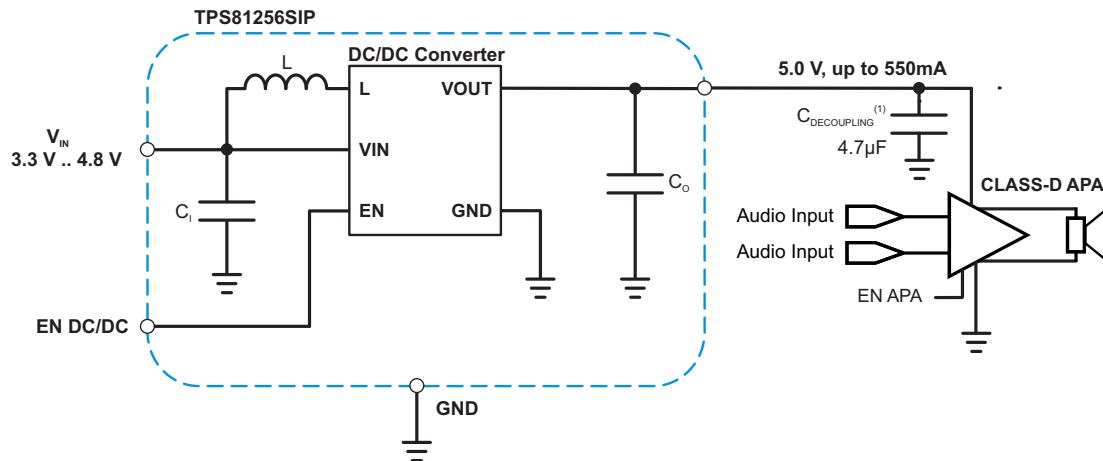 TPS81256SIP
DC/DC Converter
L
L
VOUT
5.0 V, up to 550mA
C_DECOUPLING (1)
4.7µF
V_IN
3.3 V .. 4.8 V
VIN
C_I
EN
GND
C_O
CLASS-D APA
Audio Input
Audio Input
EN APA
EN DC/DC
GND